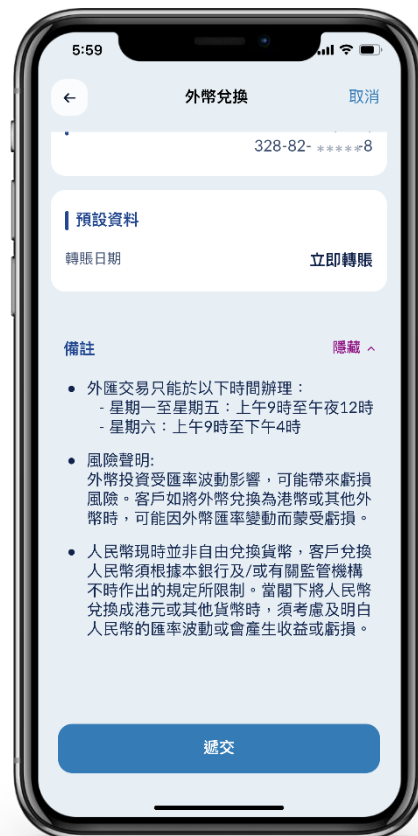 5:59
外幣兌換
取消
328-82- *****-8
預設資料
轉賬日期
立即轉賬
備註
隱藏
外匯交易只能於以下時間辦理：
- 星期一至星期五：上午9時至午夜12時
- 星期六：上午9時至下午4時
風險聲明:
外幣投資受匯率波動影響，可能帶來虧損
風險。客戶如將外幣兌換為港幣或其他外
幣時，可能因外幣匯率變動而蒙受虧損。
人民幣現時並非自由兌換貨幣，客戶兌換
人民幣須根據本銀行及/或有關監管機構
不時作出的規定所限制。當閣下將人民幣
兌換成港元或其他貨幣時，須考慮及明白
人民幣的匯率波動或會產生收益或虧損。
遞交